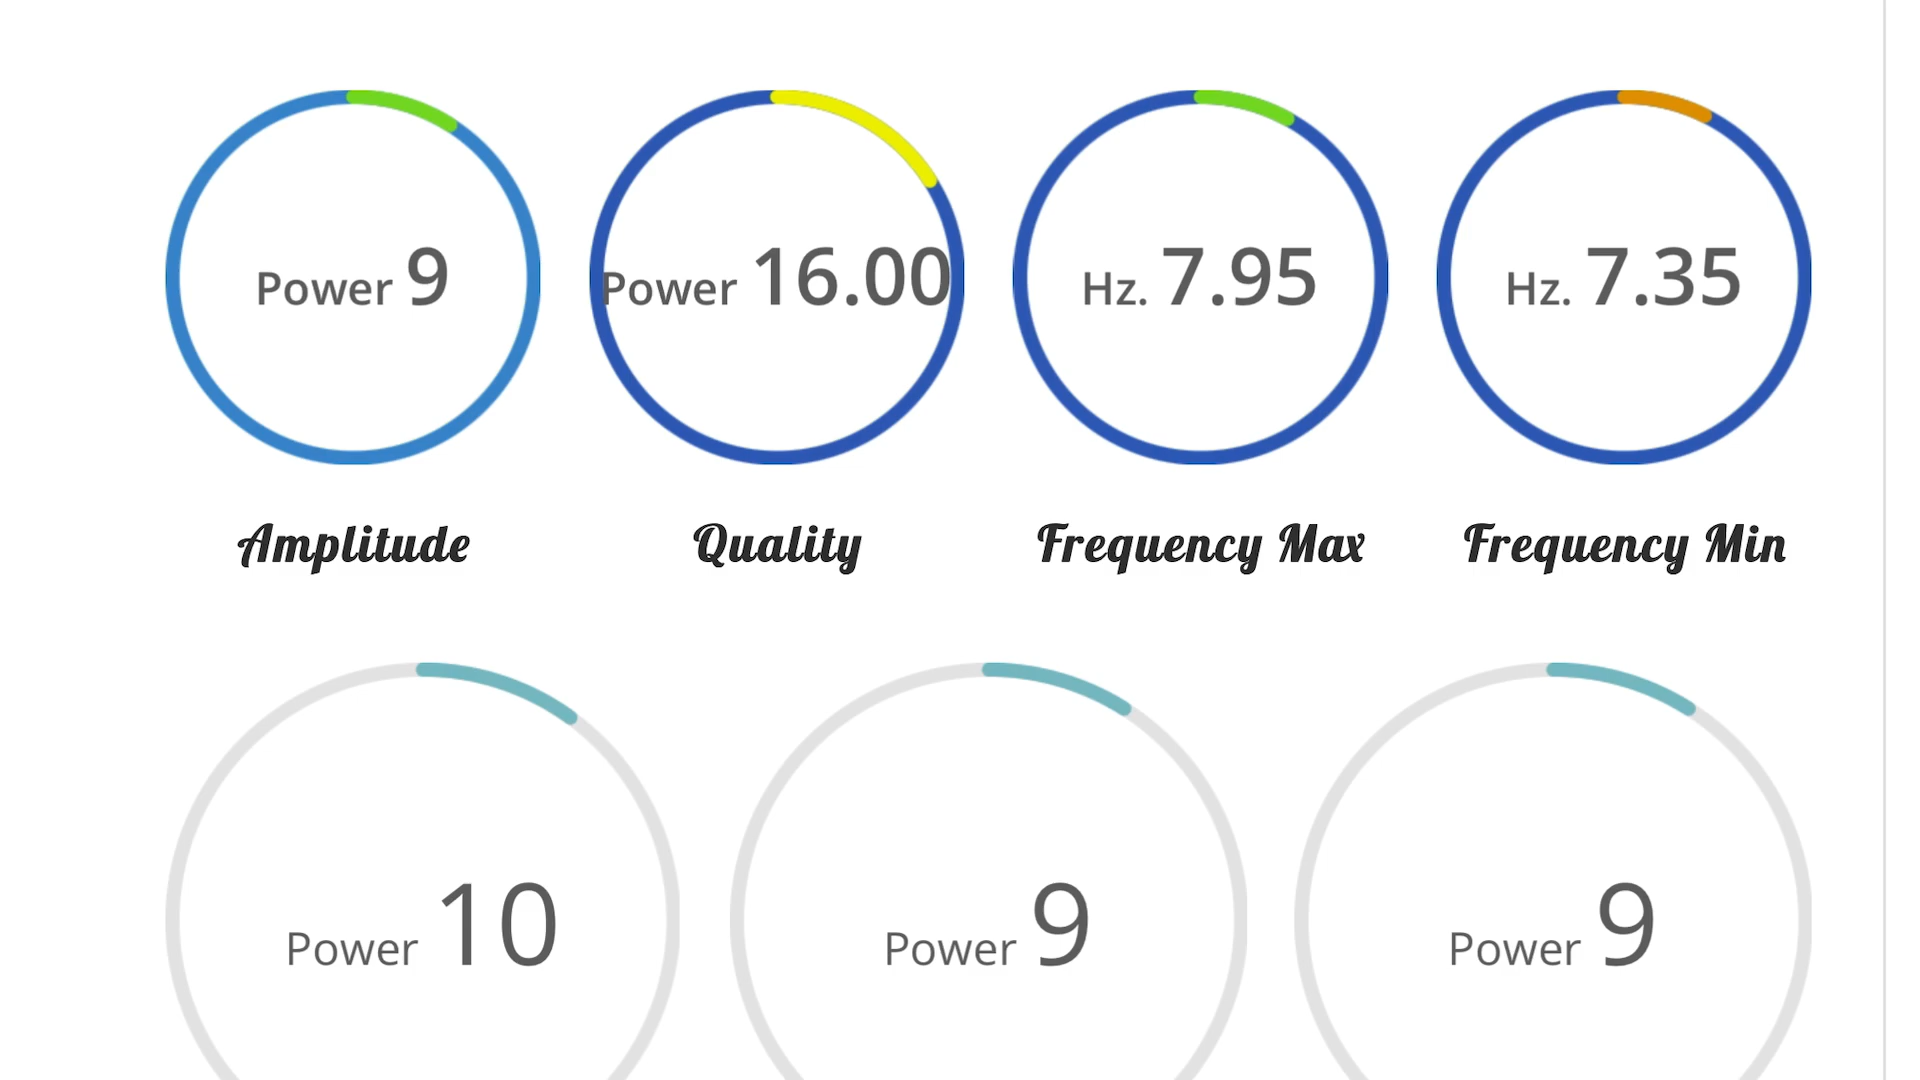 Power 9
Power 16.00
Hz. 7.95
Hz. 7.35
Amplitude
Quality
Frequency Max
Frequency Min
Power 10
Power 9
Power 9